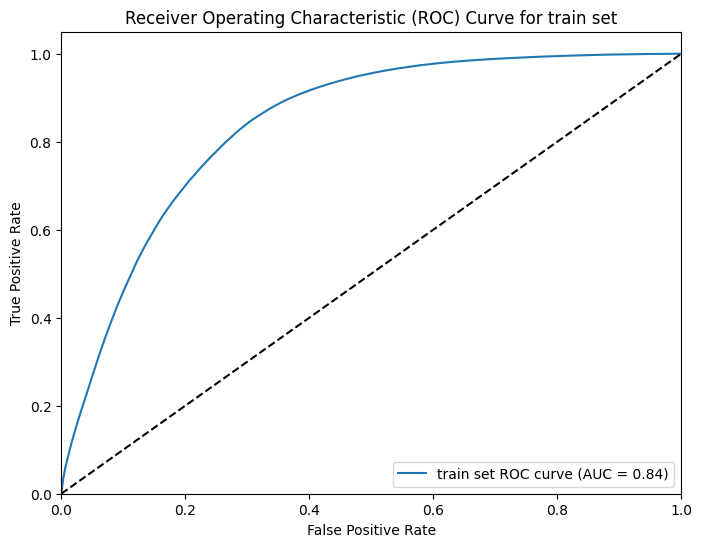 Receiver Operating Characteristic (ROC) Curve for train set
True Positive Rate
1.0
0.8
0.6
0.4
0.2
0.0
0.0 0.2 0.4 0.6 0.8 1.0
False Positive Rate
train set ROC curve (AUC = 0.84)